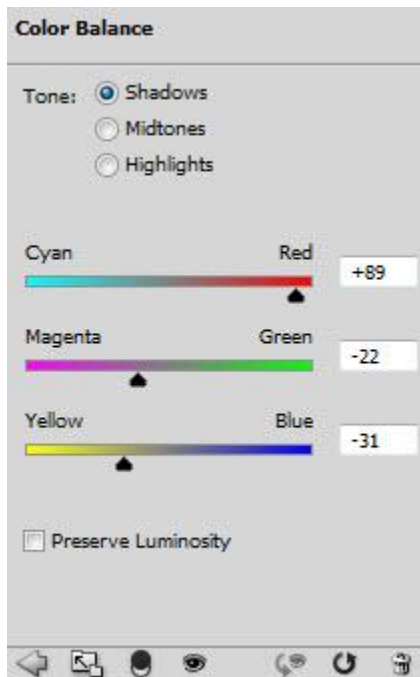 Color Balance
Tone: Shadows
Midtones
Highlights
Cyan Red +89
Magenta Green -22
Yellow Blue -31
Preserve Luminosity